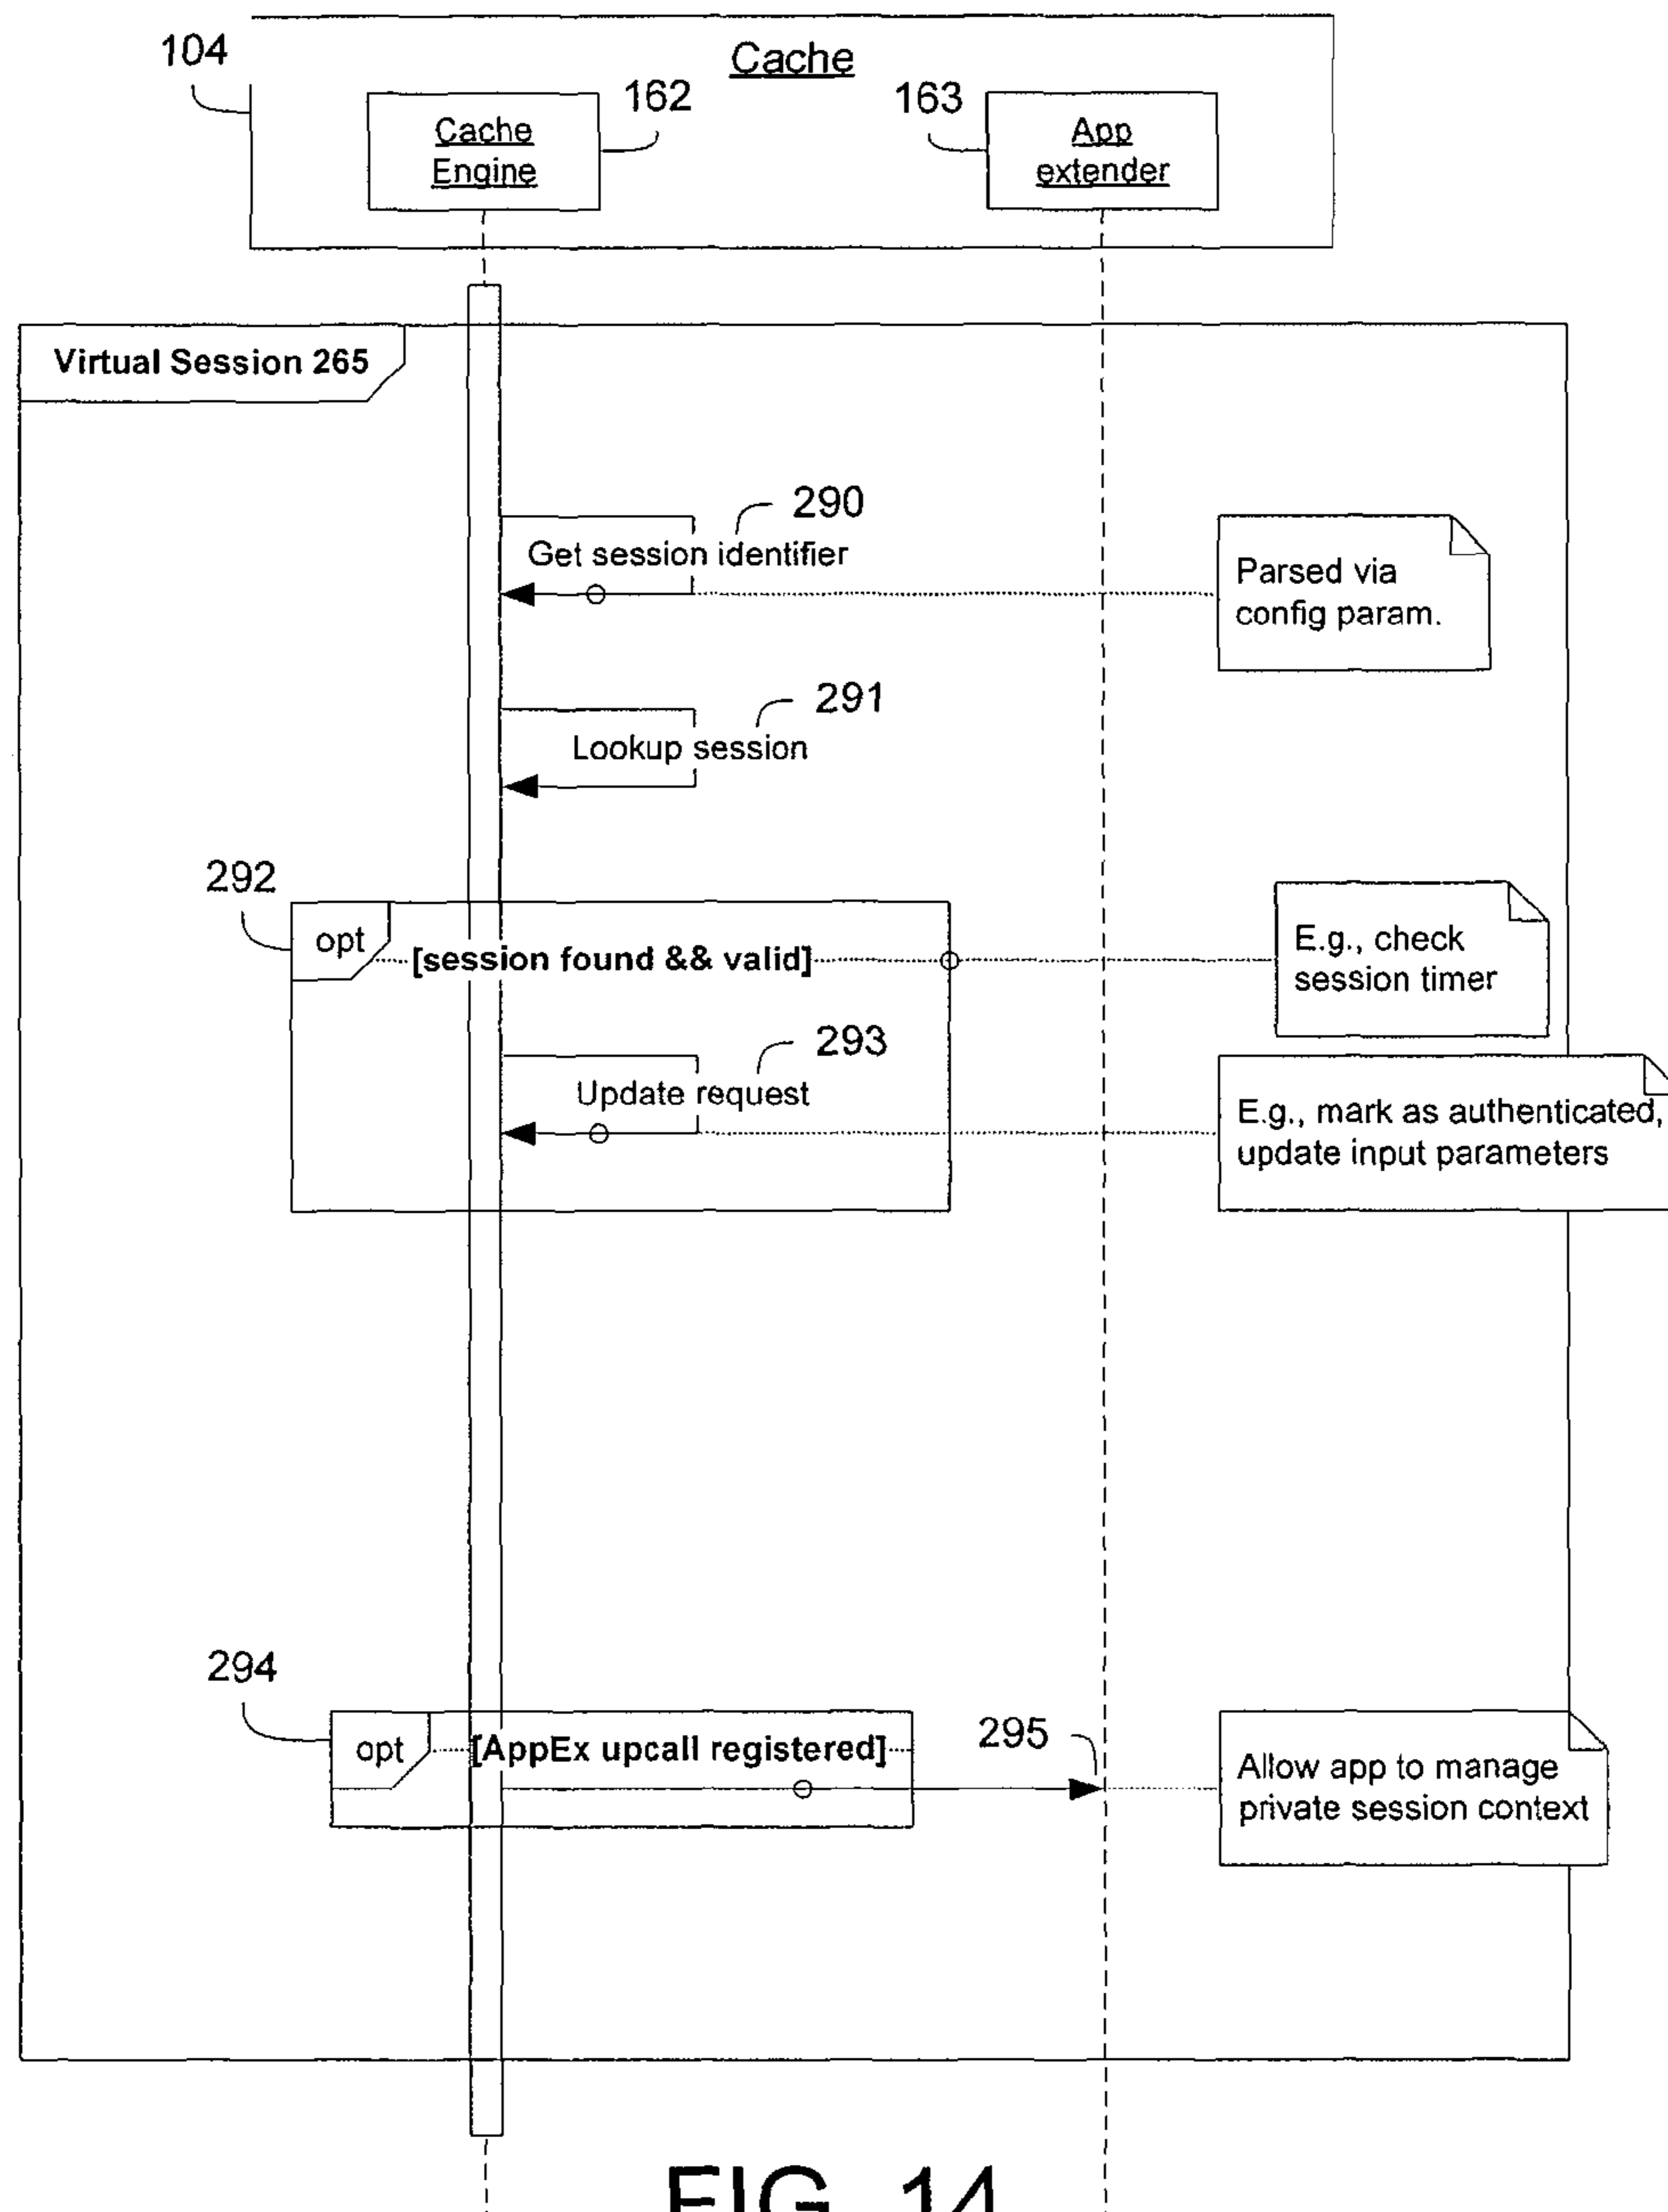 104
Cache
162
163
Cache
Engine
App
extender
Virtual Session 265
290
Get session identifier
Parsed via
config param.
291
Lookup session
292
opt
[session found && valid]
E.g., check
session timer
293
Update request
E.g., mark as authenticated,
update input parameters
294
opt
[AppEx upcall registered]
295
Allow app to manage
private session context
FIG. 14